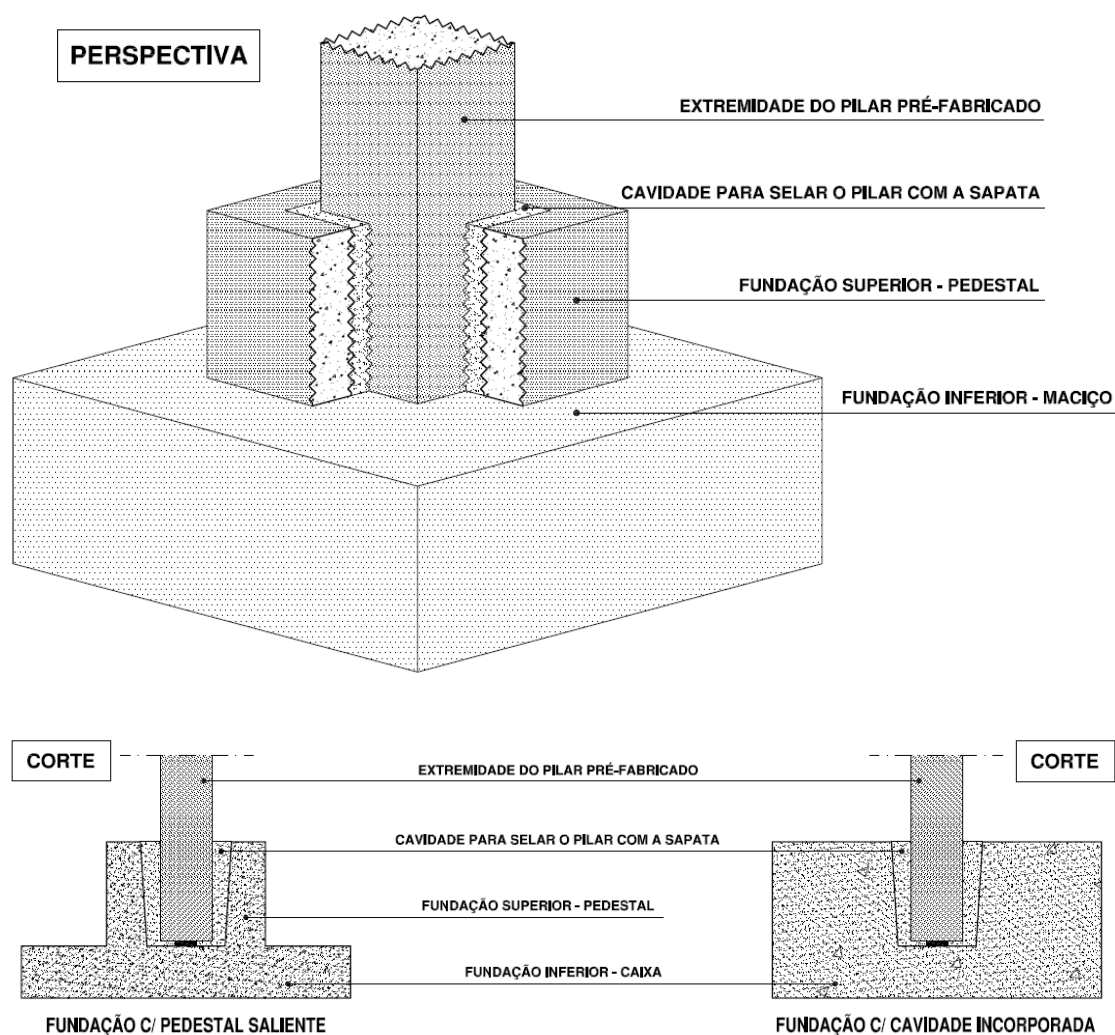 PERSPECTIVA
EXTREMIDADE DO PILAR PRÉ-FABRICADO
CAVIDADE PARA SELAR O PILAR COM A SAPATA
FUNDAÇÃO SUPERIOR - PEDESTAL
FUNDAÇÃO INFERIOR - MACIÇO
CORTE
CORTE
EXTREMIDADE DO PILAR PRÉ-FABRICADO
CAVIDADE PARA SELAR O PILAR COM A SAPATA
FUNDAÇÃO SUPERIOR - PEDESTAL
FUNDAÇÃO INFERIOR - CAIXA
FUNDAÇÃO C/ PEDESTAL SALIENTE
FUNDAÇÃO C/ CAVIDADE INCORPORADA